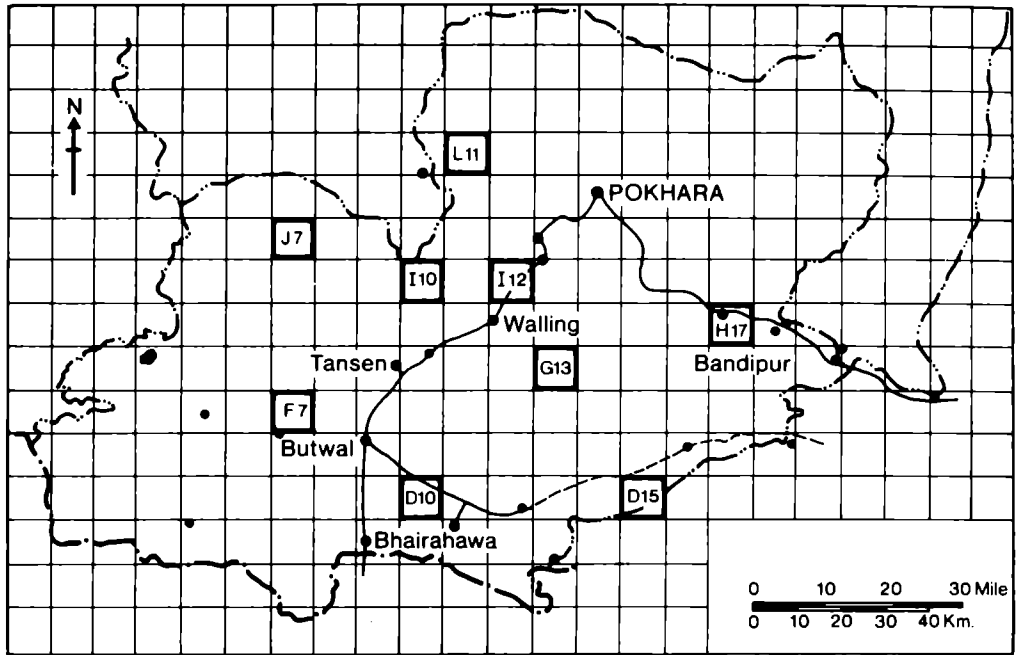 N
L11
POKHARA
J7
I10
I12
Walling
H17
Tansen
G13
Bandipur
F7
Butwal
D10
D15
Bhairahawa
0 10 20 30 Mile
0 10 20 30 40 Km.